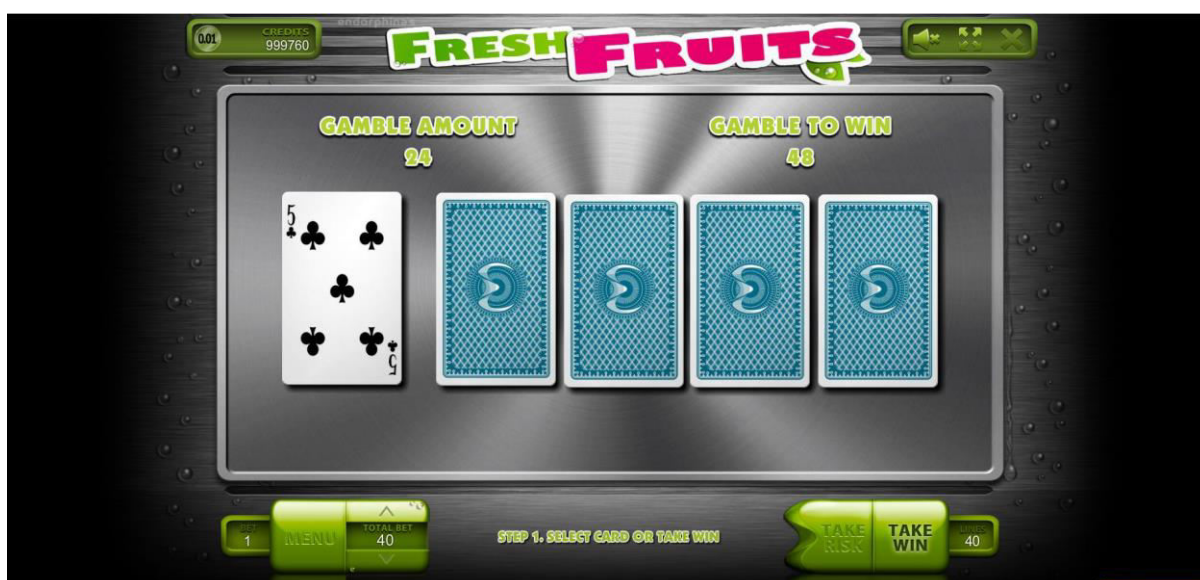 endorphina
0.01
CREDITS
999760
FRESH FRUITS
GAMBLE AMOUNT
24
GAMBLE TO WIN
48
5
5
BET
1
MENU
TOTAL BET
40
STEP 1. SELECT CARD OR TAKE WIN
TAKE RISK
TAKE WIN
LINES
40